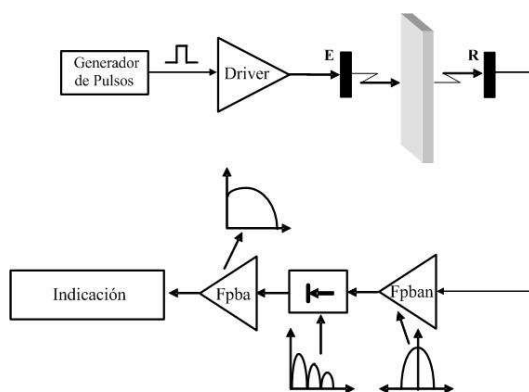 Generador
de Pulsos
Driver
E
R
Indicación
Fpba
Fpban